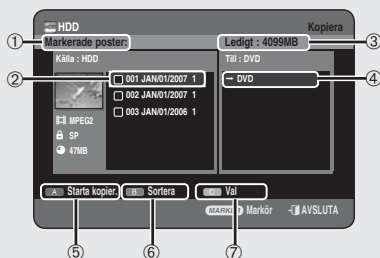 HDD Kopiera
① Markerade poster: Ledigt : 4099MB ③
Källa : HDD Till : DVD
② 001 JAN/01/2007 1 → DVD ④
002 JAN/01/2007 1
003 JAN/01/2006 1
MPEG2
SP
47MB
A Starta kopier. B Sortera C Val
MARKER Markör AVSLUTA
⑤ ⑥ ⑦